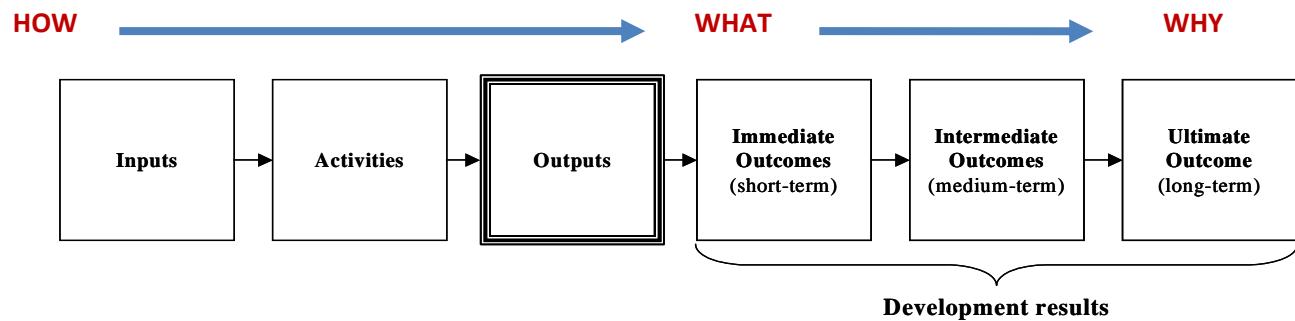 HOW WHAT WHY
Inputs
Activities
Outputs
Immediate
Outcomes
(short-term)
Intermediate
Outcomes
(medium-term)
Ultimate
Outcome
(long-term)
Development results